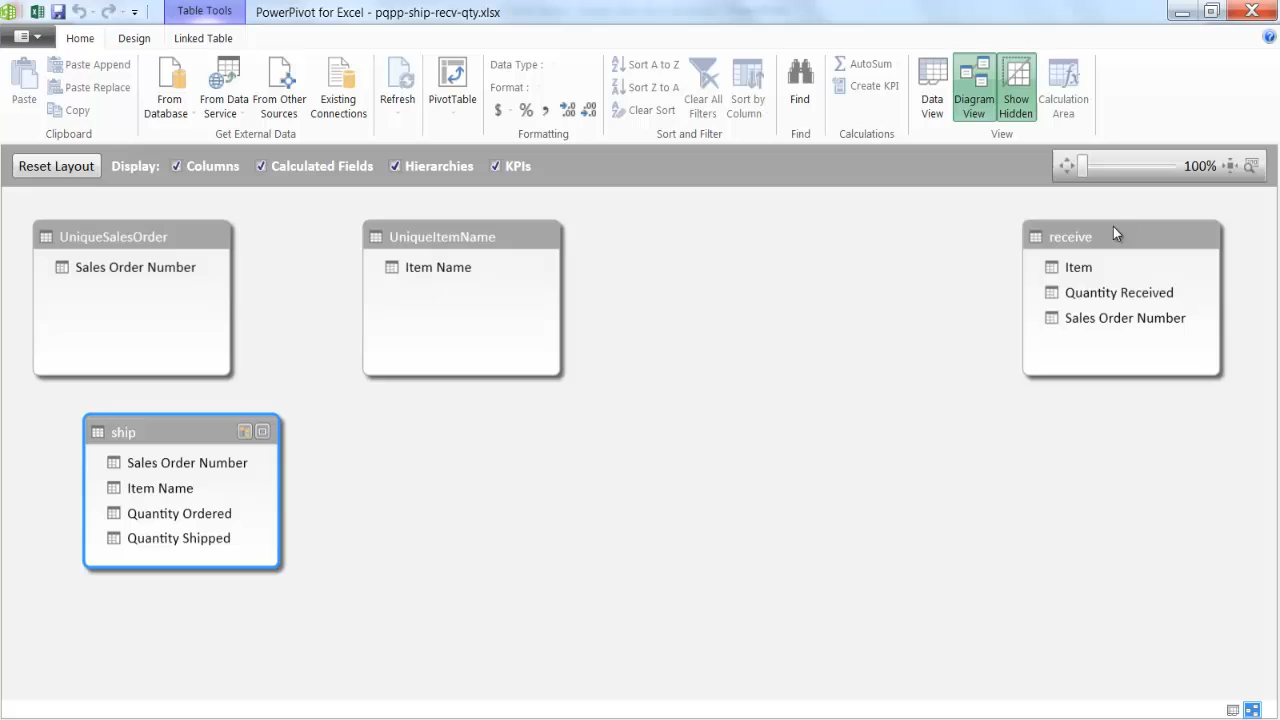 Table Tools
PowerPivot for Excel - pqpp-ship-recv-qty.xlsx
Home
Design
Linked Table
Paste
Paste Append
Paste Replace
Copy
Clipboard
From Database
From Data Service
From Other Sources
Existing Connections
Get External Data
Refresh
PivotTable
Data Type :
Format :
$ % ,
.00
.00
Formatting
Sort A to Z
Sort Z to A
Clear Sort
Clear All Filters
Sort by Column
Sort and Filter
Find
Find
AutoSum
Create KPI
Calculations
Data View
Diagram View
Show Hidden
Calculation Area
View
Reset Layout
Display:
Columns
Calculated Fields
Hierarchies
KPIs
100%
UniqueSalesOrder
Sales Order Number
UniqueItemName
Item Name
receive
Item
Quantity Received
Sales Order Number
ship
Sales Order Number
Item Name
Quantity Ordered
Quantity Shipped